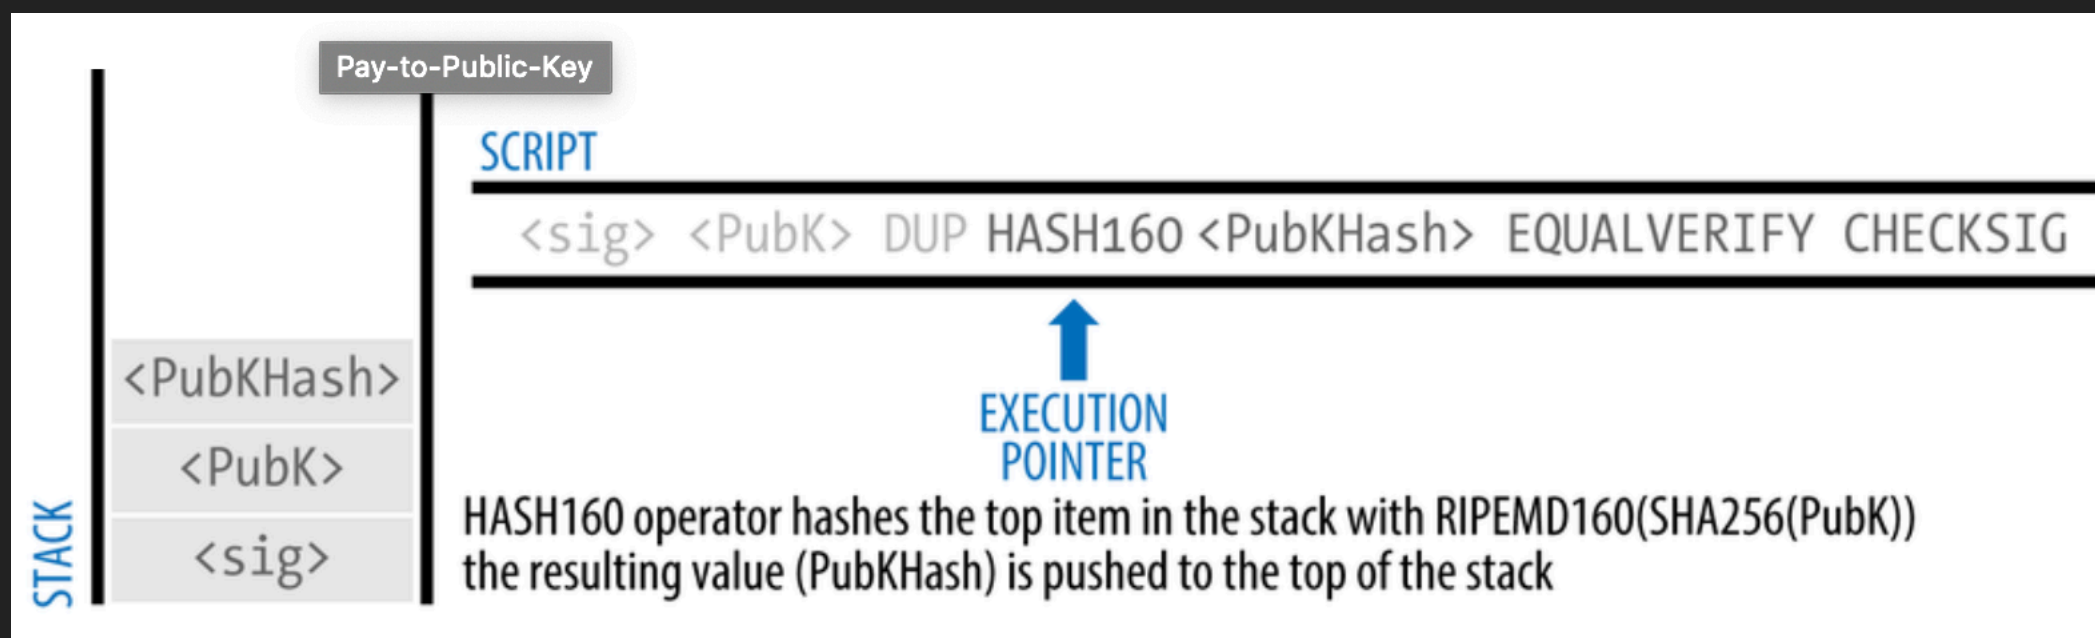 Pay-to-Public-Key
SCRIPT
<sig> <PubK> DUP HASH160 <PubKHash> EQUALVERIFY CHECKSIG
<PubKHash>
<PubK>
<sig>
STACK
EXECUTION
POINTER
HASH160 operator hashes the top item in the stack with RIPEMD160(SHA256(PubK))
the resulting value (PubKHash) is pushed to the top of the stack